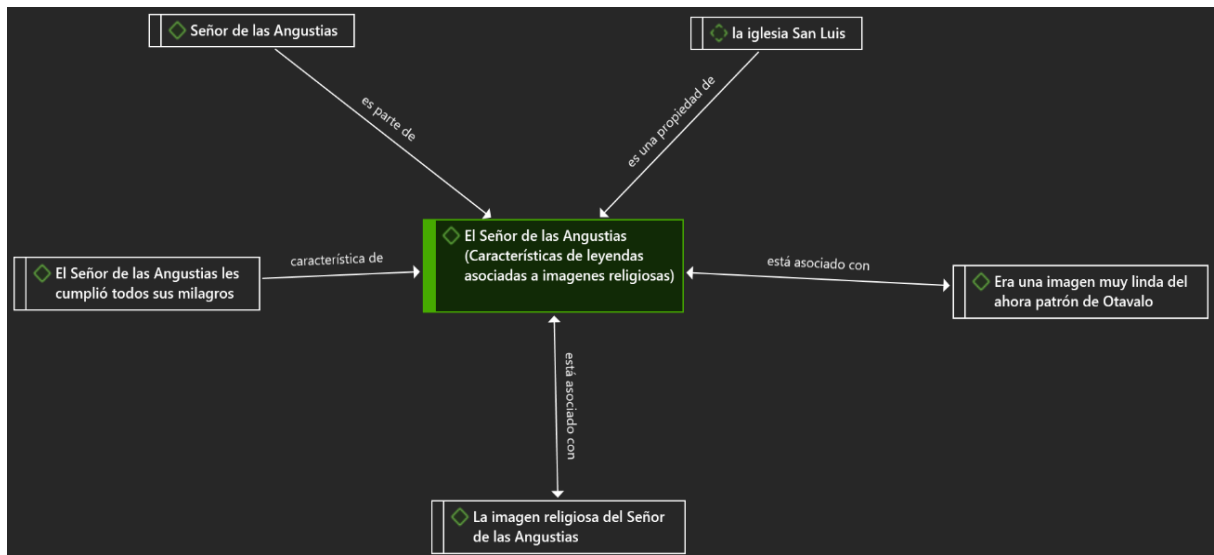 Señor de las Angustias
la iglesia San Luis
es parte de
es una propiedad de
El Señor de las Angustias
(Características de leyendas
asociadas a imagenes religiosas)
característica de
está asociado con
El Señor de las Angustias les
cumplió todos sus milagros
Era una imagen muy linda del
ahora patrón de Otavalo
está asociado con
La imagen religiosa del Señor
de las Angustias